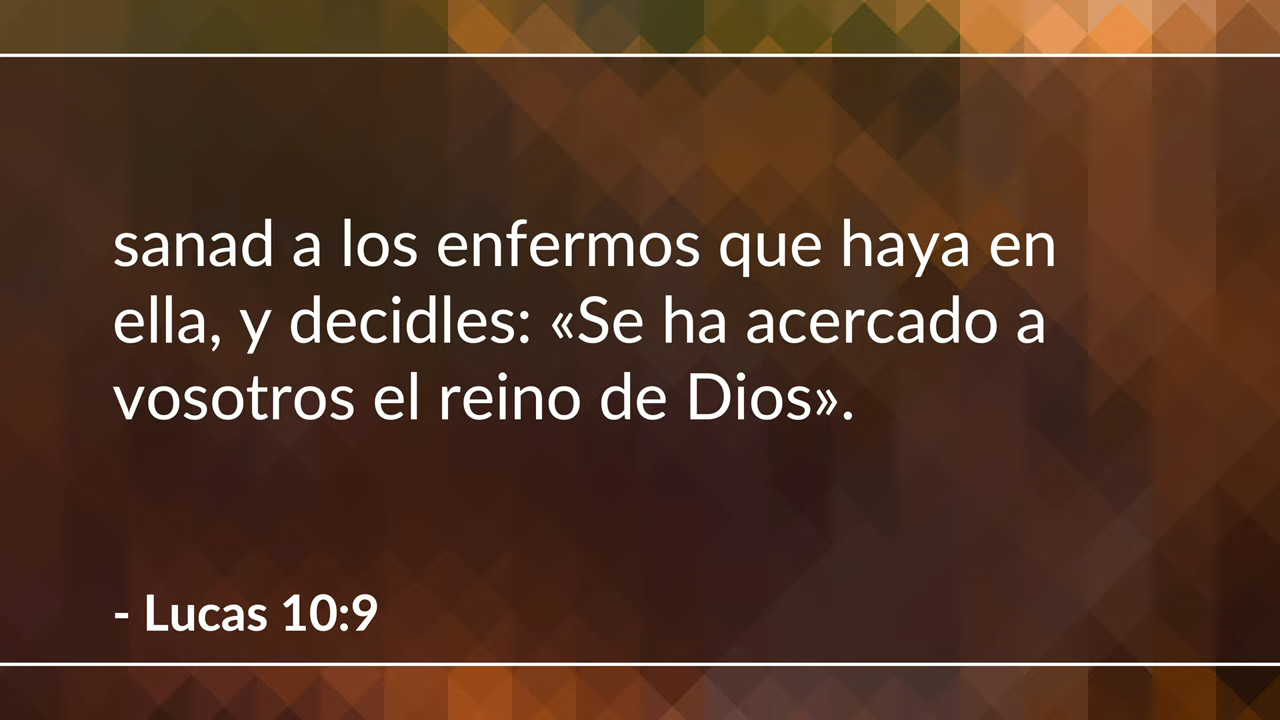 sanad a los enfermos que haya en
ella, y decidles: «Se ha acercado a
vosotros el reino de Dios».
- Lucas 10:9